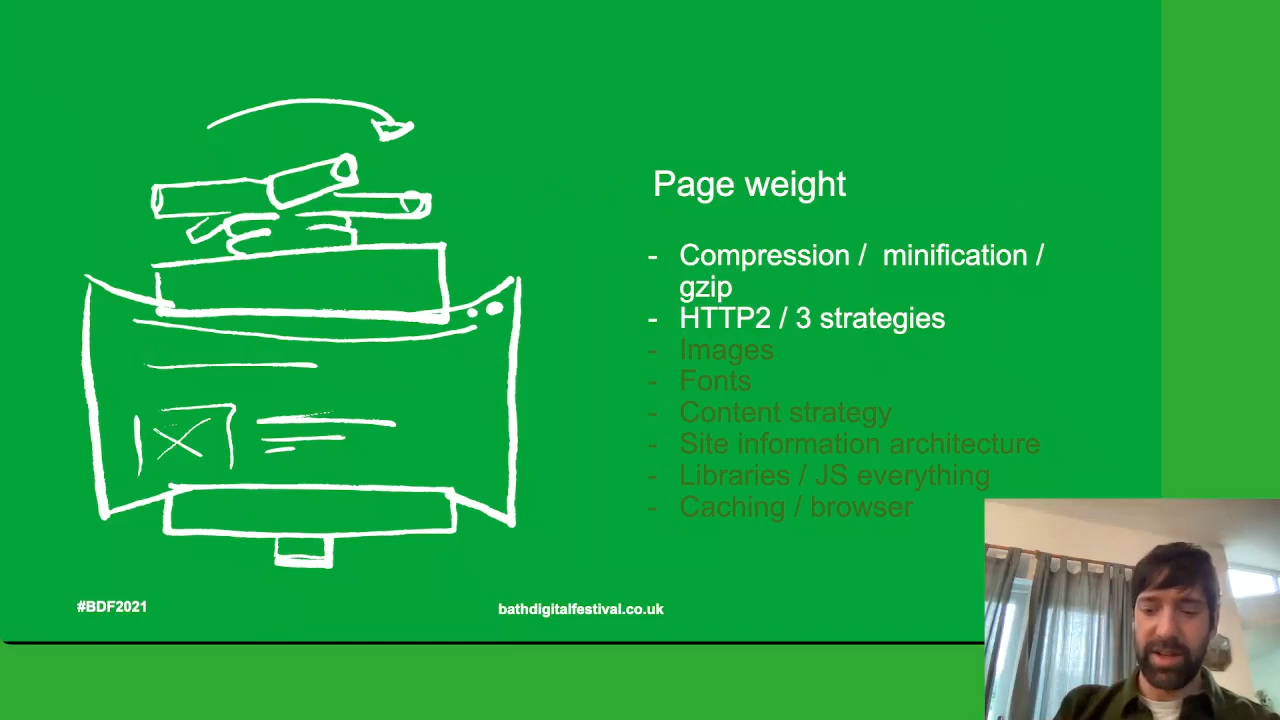 Page weight
- Compression / minification /
gzip
- HTTP2 / 3 strategies
- Images
- Fonts
- Content strategy
- Site information architecture
- Libraries / JS everything
- Caching / browser
#BDF2021
bathdigitalfestival.co.uk